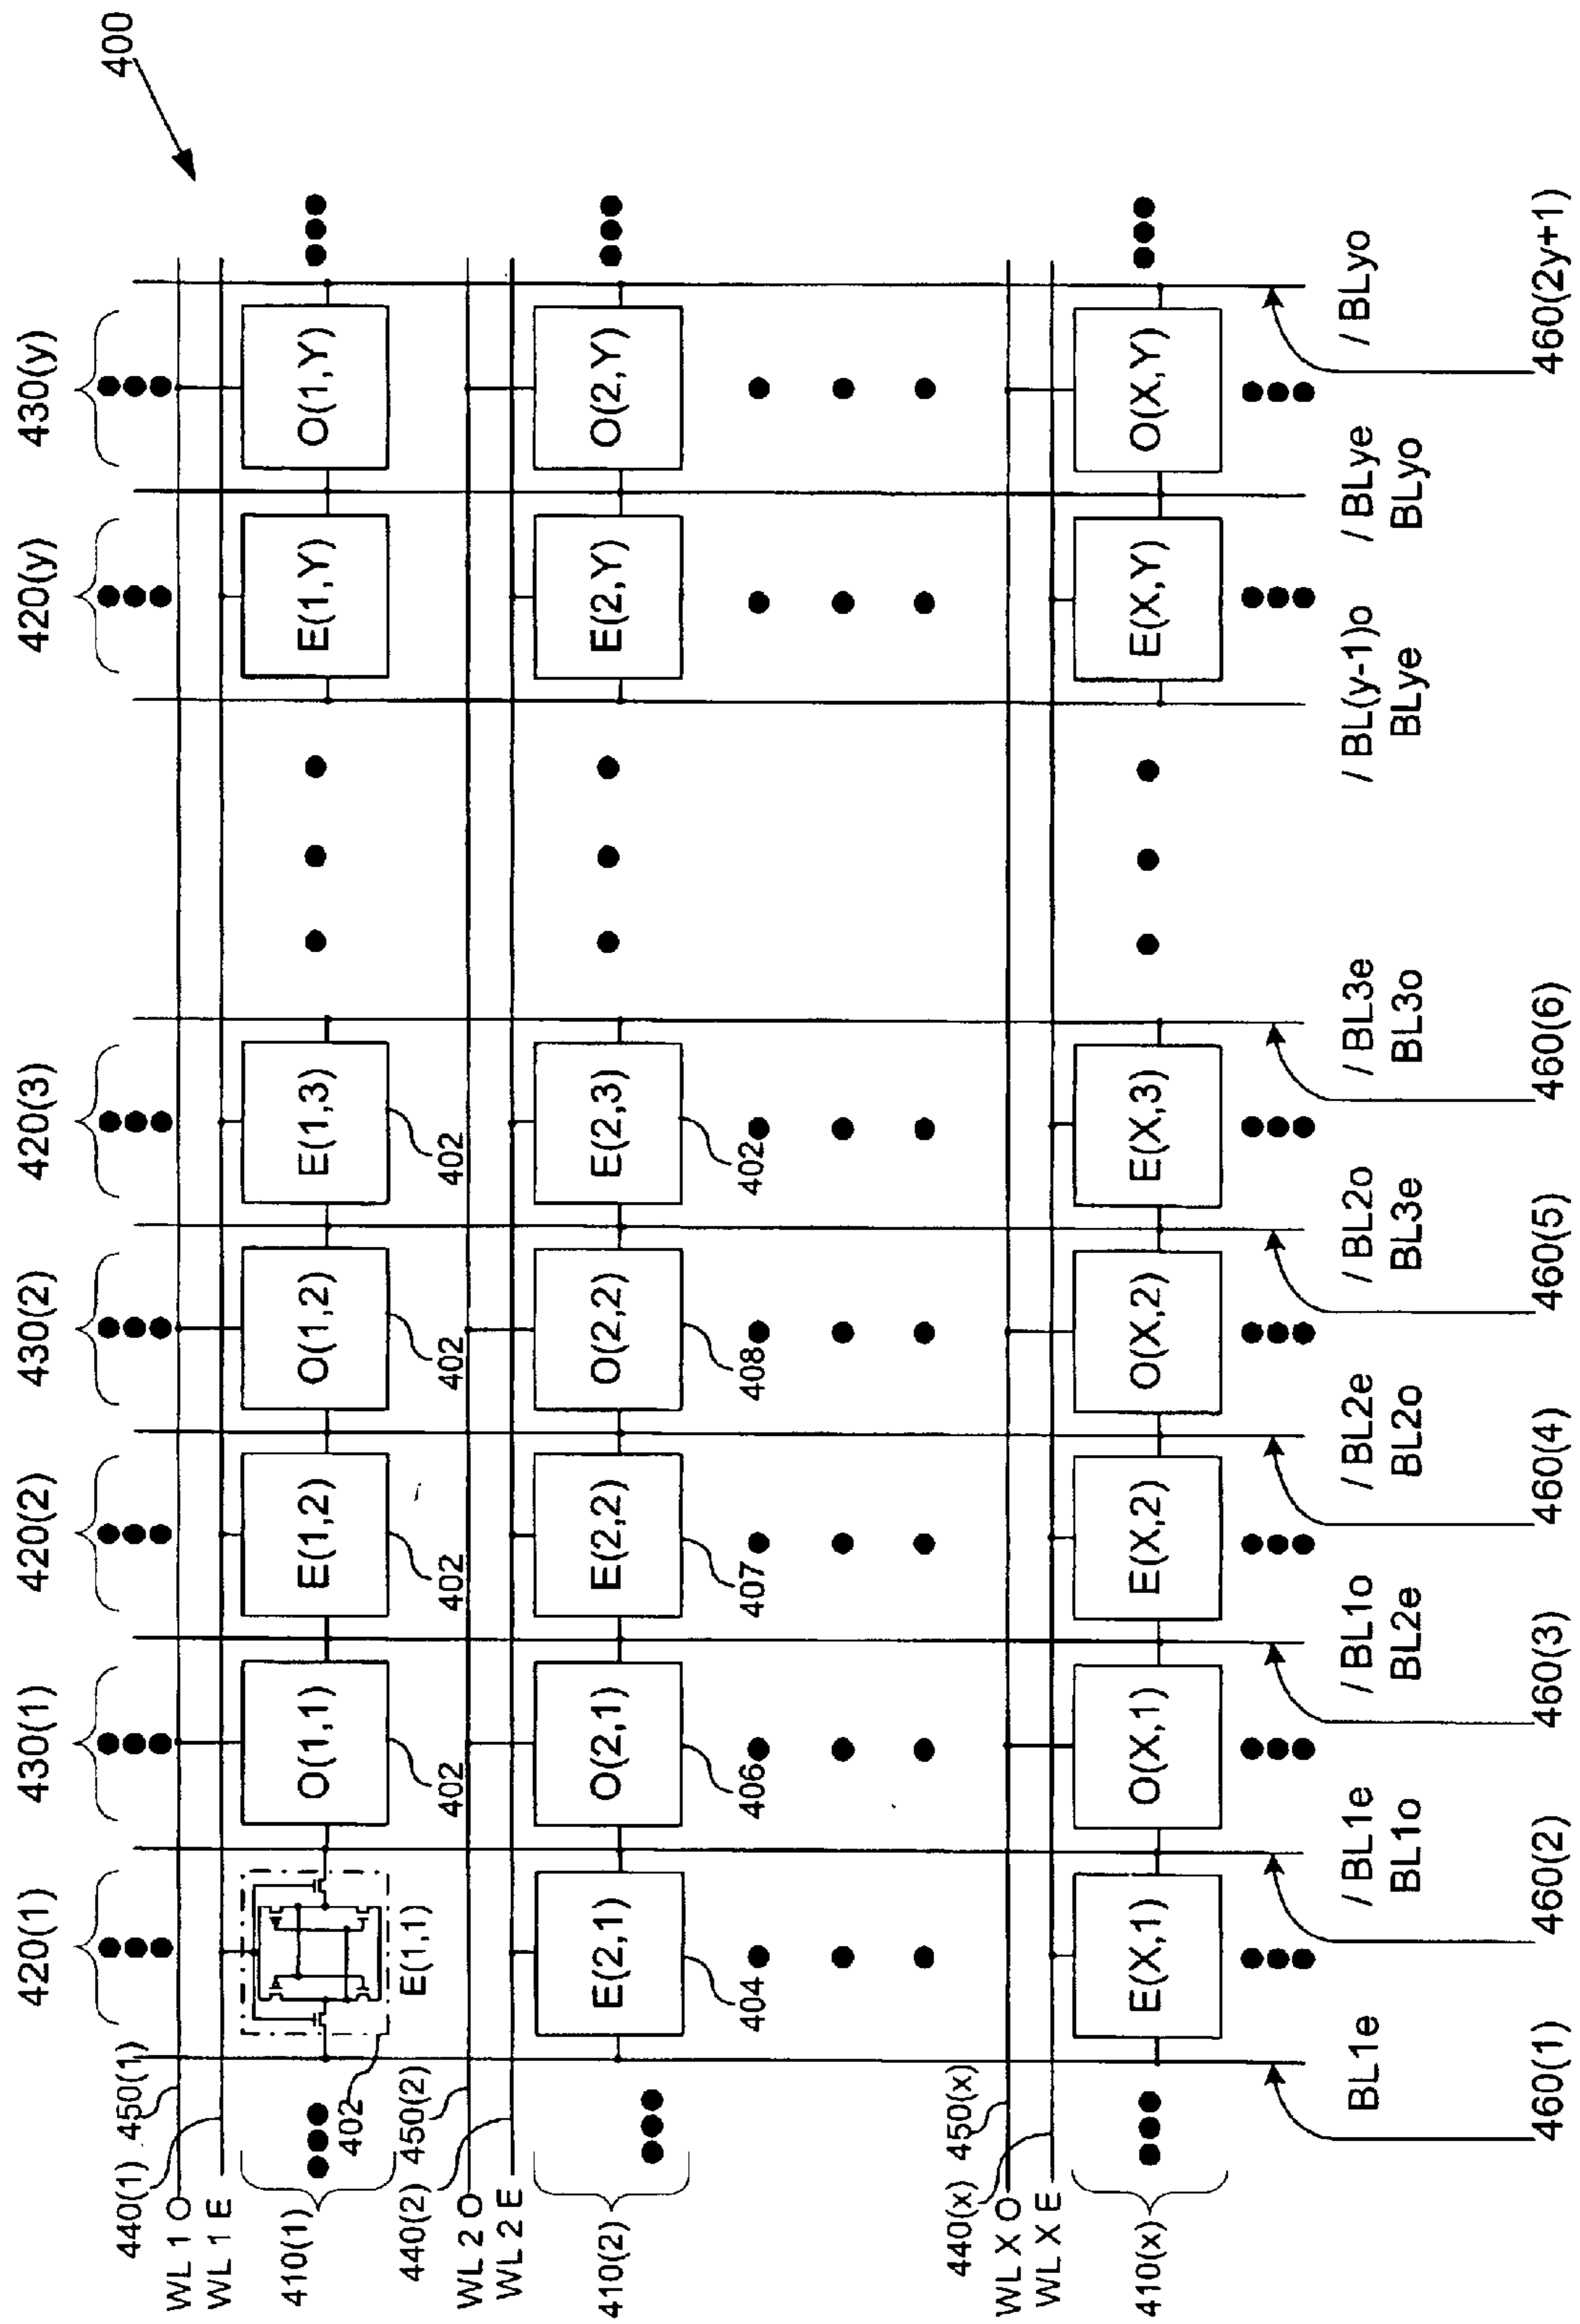 400
420(1) 430(1) 420(2) 430(2) 420(3) 420(y) 430(y)
440(1) 450(1)
WL 1 O
WL 1 E
410(1)
402
E(1,1) O(1,1) E(1,2) O(1,2) E(1,3) E(1,Y) O(1,Y)
402 402 402 402
440(2) 450(2)
WL 2 O
WL 2 E
410(2)
E(2,1) O(2,1) E(2,2) O(2,2) E(2,3) E(2,Y) O(2,Y)
404 406 407 408 402
440(x) 450(x)
WL X O
WL X E
410(x)
E(X,1) O(X,1) E(X,2) O(X,2) E(X,3) E(X,Y) O(X,Y)
BL1e /BL1e /BL1o /BL2e /BL2o /BL3e /BL(y-1)o /BLye /BLyo
BL1o BL2e BL2o BL3e BL3o BLye BLyo
460(1) 460(2) 460(3) 460(4) 460(5) 460(6) 460(2y+1)